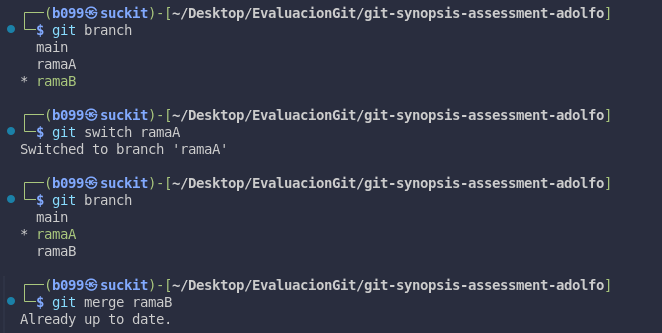 ┌──(b099㉿suckit)-[~/Desktop/EvaluacionGit/git-synopsis-assessment-adolfo]
└─$ git branch
  main
  ramaA
* ramaB
┌──(b099㉿suckit)-[~/Desktop/EvaluacionGit/git-synopsis-assessment-adolfo]
└─$ git switch ramaA
Switched to branch 'ramaA'
┌──(b099㉿suckit)-[~/Desktop/EvaluacionGit/git-synopsis-assessment-adolfo]
└─$ git branch
  main
* ramaA
  ramaB
┌──(b099㉿suckit)-[~/Desktop/EvaluacionGit/git-synopsis-assessment-adolfo]
└─$ git merge ramaB
Already up to date.